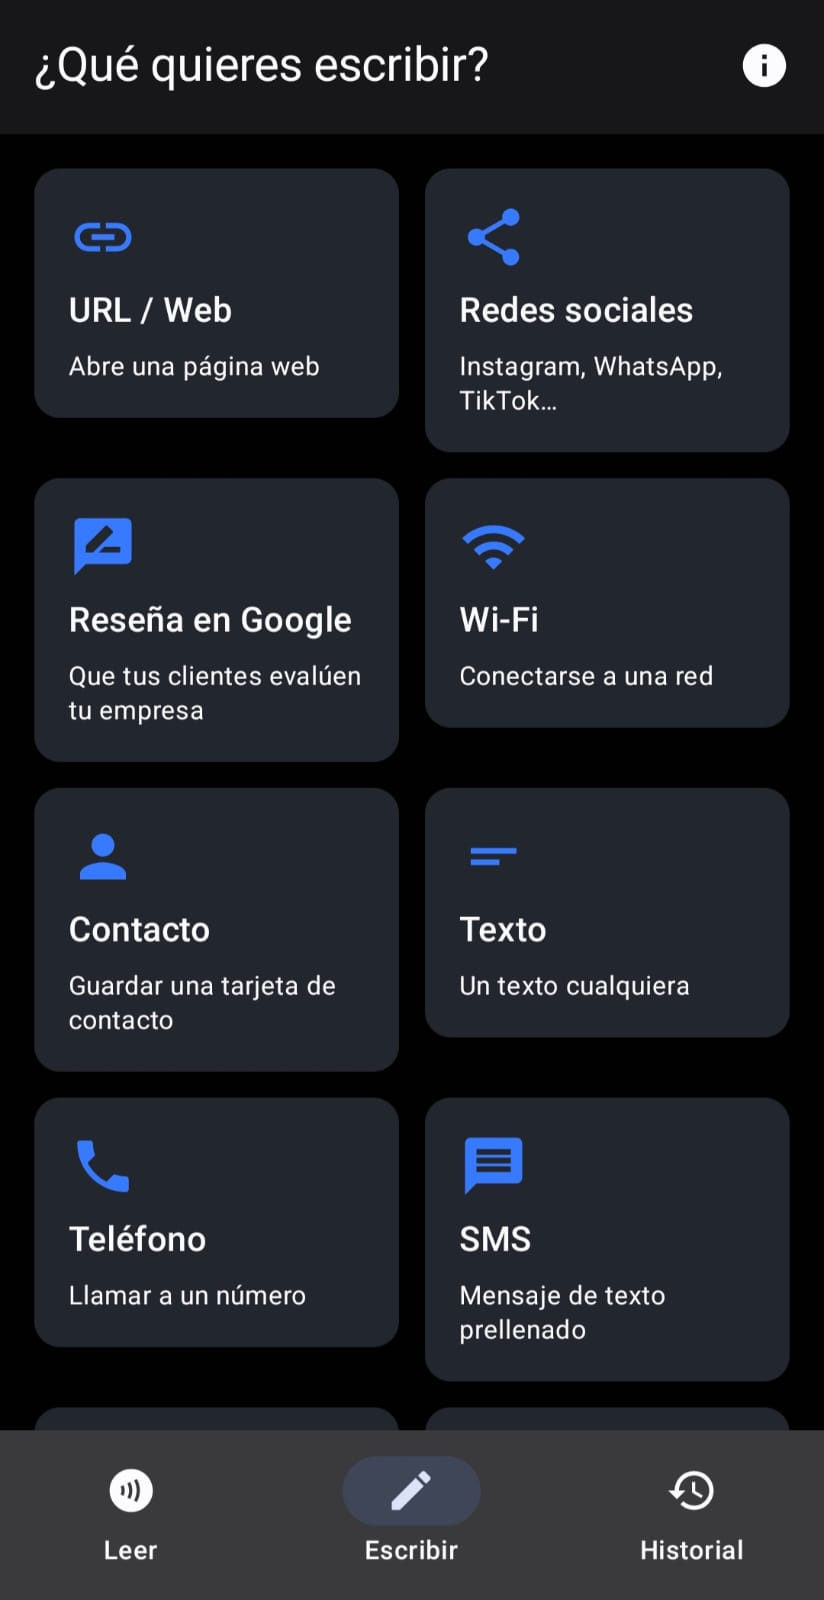 ¿Qué quieres escribir?
URL / Web
Abre una página web
Redes sociales
Instagram, WhatsApp,
TikTok...
Reseña en Google
Que tus clientes evalúen
tu empresa
Wi-Fi
Conectarse a una red
Contacto
Guardar una tarjeta de
contacto
Texto
Un texto cualquiera
Teléfono
Llamar a un número
SMS
Mensaje de texto
prellenado
Leer
Escribir
Historial